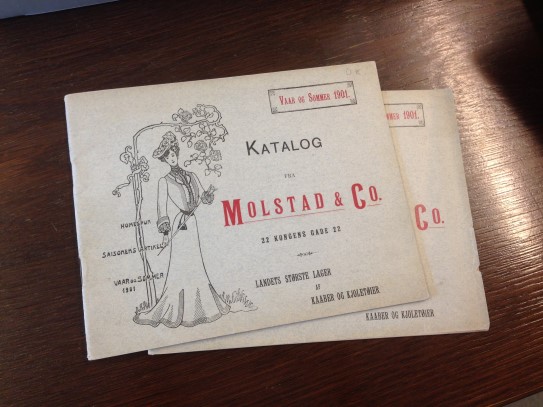 VAAR OG SOMMER 1901.
KATALOG
FRA
MOLSTAD & CO.
22 KONGENS GADE 22
LANDETS STØRSTE LAGER
AF
KAABER OG KJOLETØIER
HOMESPUN
SAISONENS ARTIKEL
VAAR OG SOMMER
1901
MMER 1901.
CO.
KAABER OG KJOLETØIER